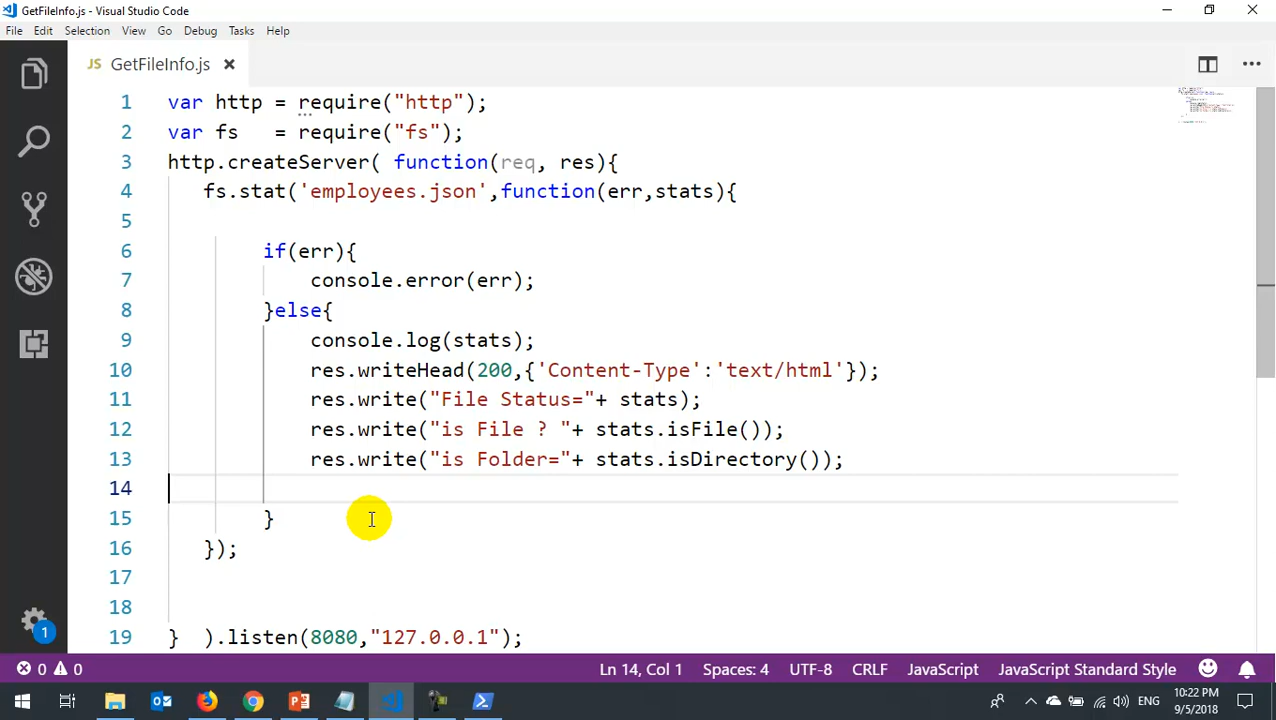 GetFileInfo.js - Visual Studio Code
File Edit Selection View Go Debug Tasks Help
JS GetFileInfo.js
1 var http = require("http");
2 var fs   = require("fs");
3 http.createServer( function(req, res){
4 fs.stat('employees.json',function(err,stats){
5
6 if(err){
7 console.error(err);
8 }else{
9 console.log(stats);
10 res.writeHead(200,{'Content-Type':'text/html'});
11 res.write("File Status="+ stats);
12 res.write("is File ? "+ stats.isFile());
13 res.write("is Folder="+ stats.isDirectory());
14
15 }
16 });
17
18
19 }  ).listen(8080,"127.0.0.1");
1
0 0 Ln 14, Col 1 Spaces: 4 UTF-8 CRLF JavaScript JavaScript Standard Style
ENG 10:22 PM
9/5/2018